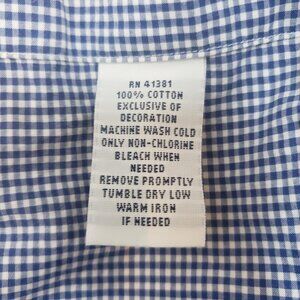 RN 41381
100% COTTON
EXCLUSIVE OF
DECORATION
MACHINE WASH COLD
ONLY NON-CHLORINE
BLEACH WHEN
NEEDED
REMOVE PROMPTLY
TUMBLE DRY LOW
WARM IRON
IF NEEDED